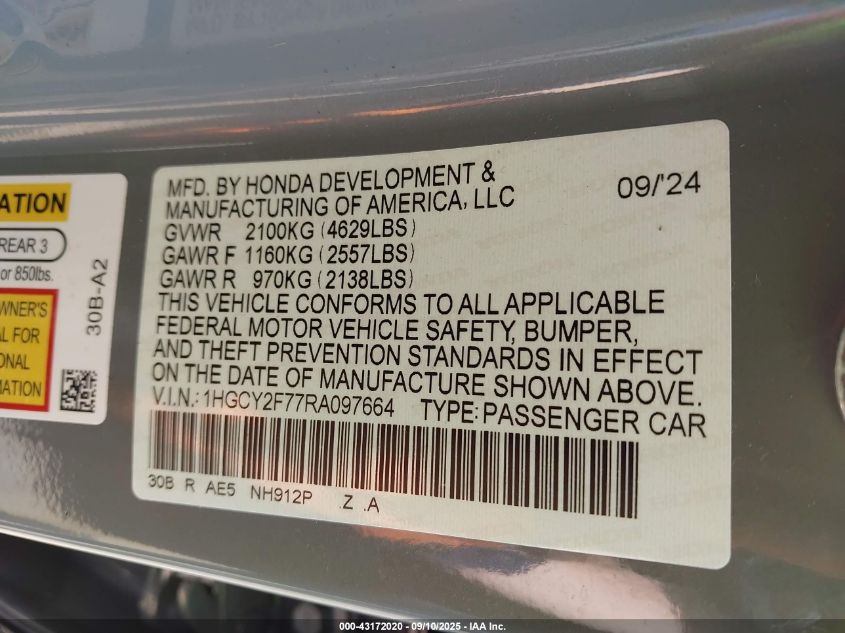 ATION
REAR 3
or 850lbs.
WNER'S
AL FOR
ONAL
MATION
30B-A2
MFD. BY HONDA DEVELOPMENT &
MANUFACTURING OF AMERICA, LLC
09/'24
GVWR 2100KG (4629LBS)
GAWR F 1160KG (2557LBS)
GAWR R 970KG (2138LBS)
THIS VEHICLE CONFORMS TO ALL APPLICABLE
FEDERAL MOTOR VEHICLE SAFETY, BUMPER,
AND THEFT PREVENTION STANDARDS IN EFFECT
ON THE DATE OF MANUFACTURE SHOWN ABOVE.
V.I.N.: 1HGCY2F77RA097664 TYPE: PASSENGER CAR
30B R AE5 NH912P .Z .A
000-43172020 - 09/10/2025 - IAA Inc.